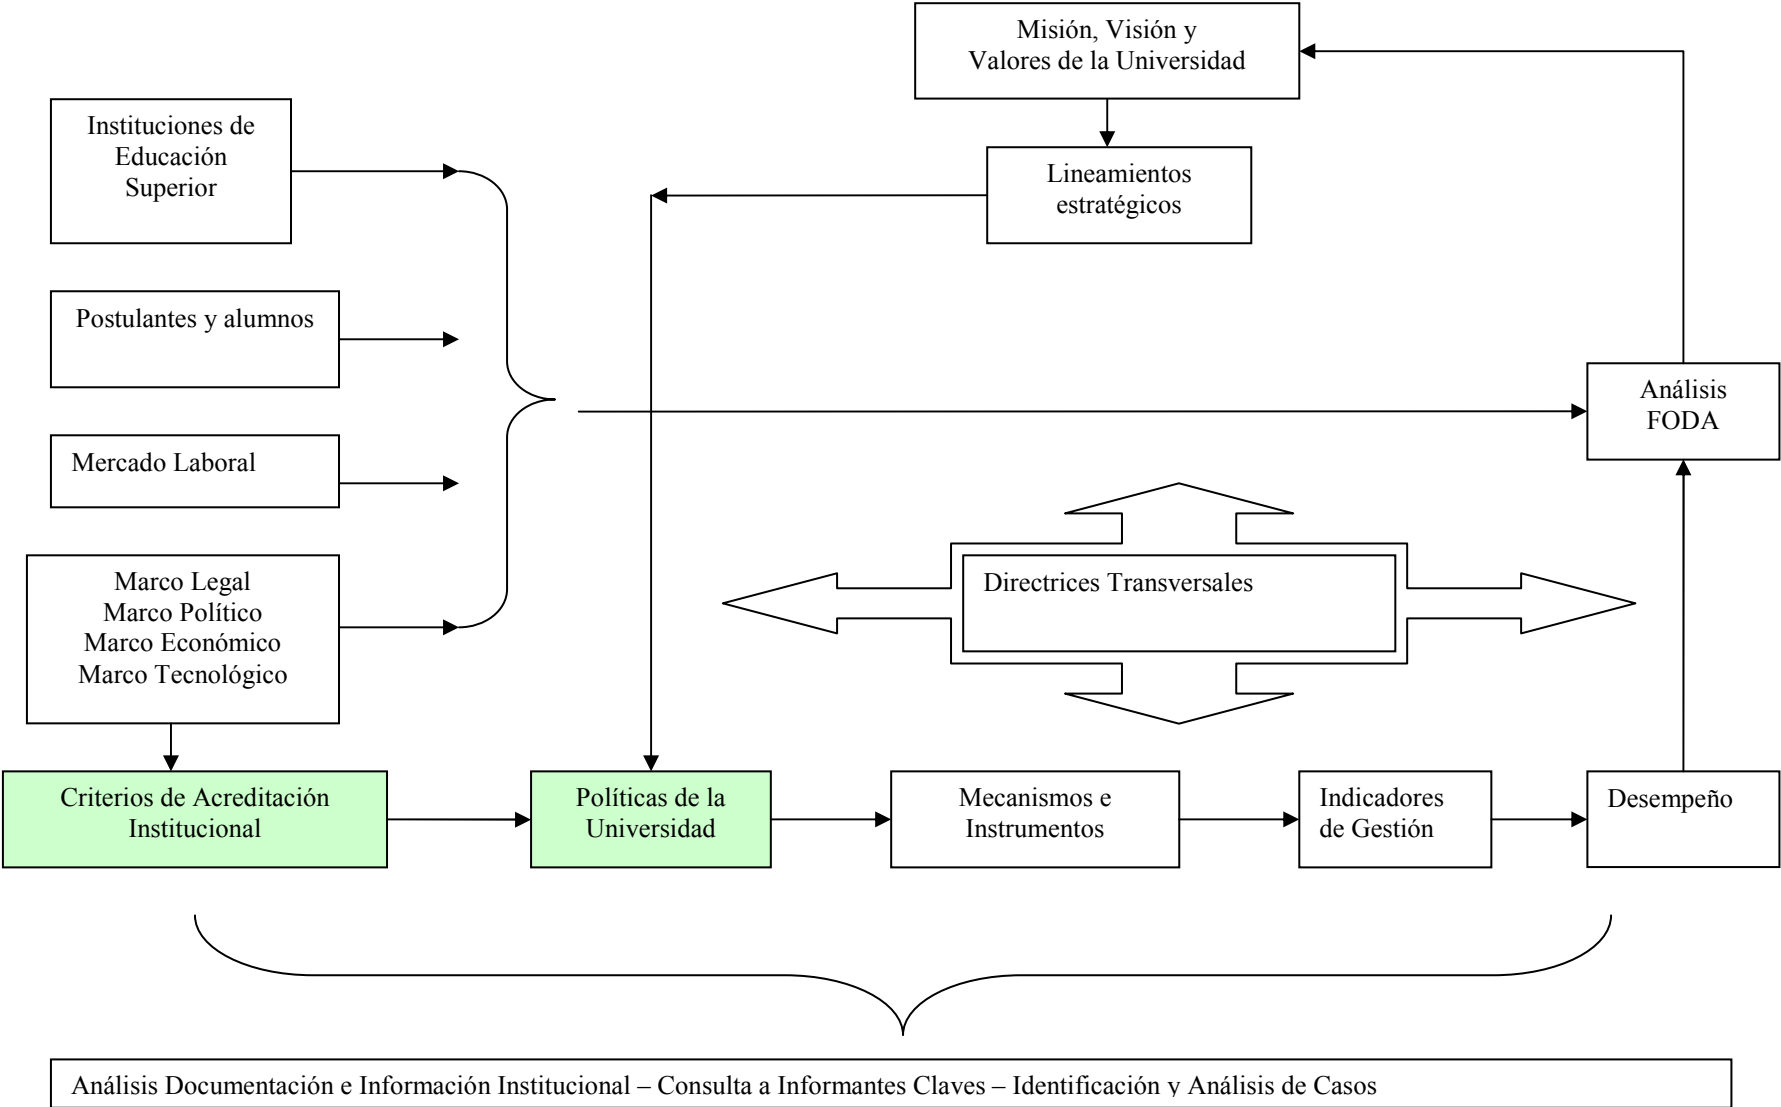 Misión, Visión y
Valores de la Universidad
Instituciones de
Educación
Superior
Lineamientos
estratégicos
Postulantes y alumnos
Análisis
FODA
Mercado Laboral
Marco Legal
Marco Político
Marco Económico
Marco Tecnológico
Directrices Transversales
Criterios de Acreditación
Institucional
Políticas de la
Universidad
Mecanismos e
Instrumentos
Indicadores
de Gestión
Desempeño
Análisis Documentación e Información Institucional – Consulta a Informantes Claves – Identificación y Análisis de Casos